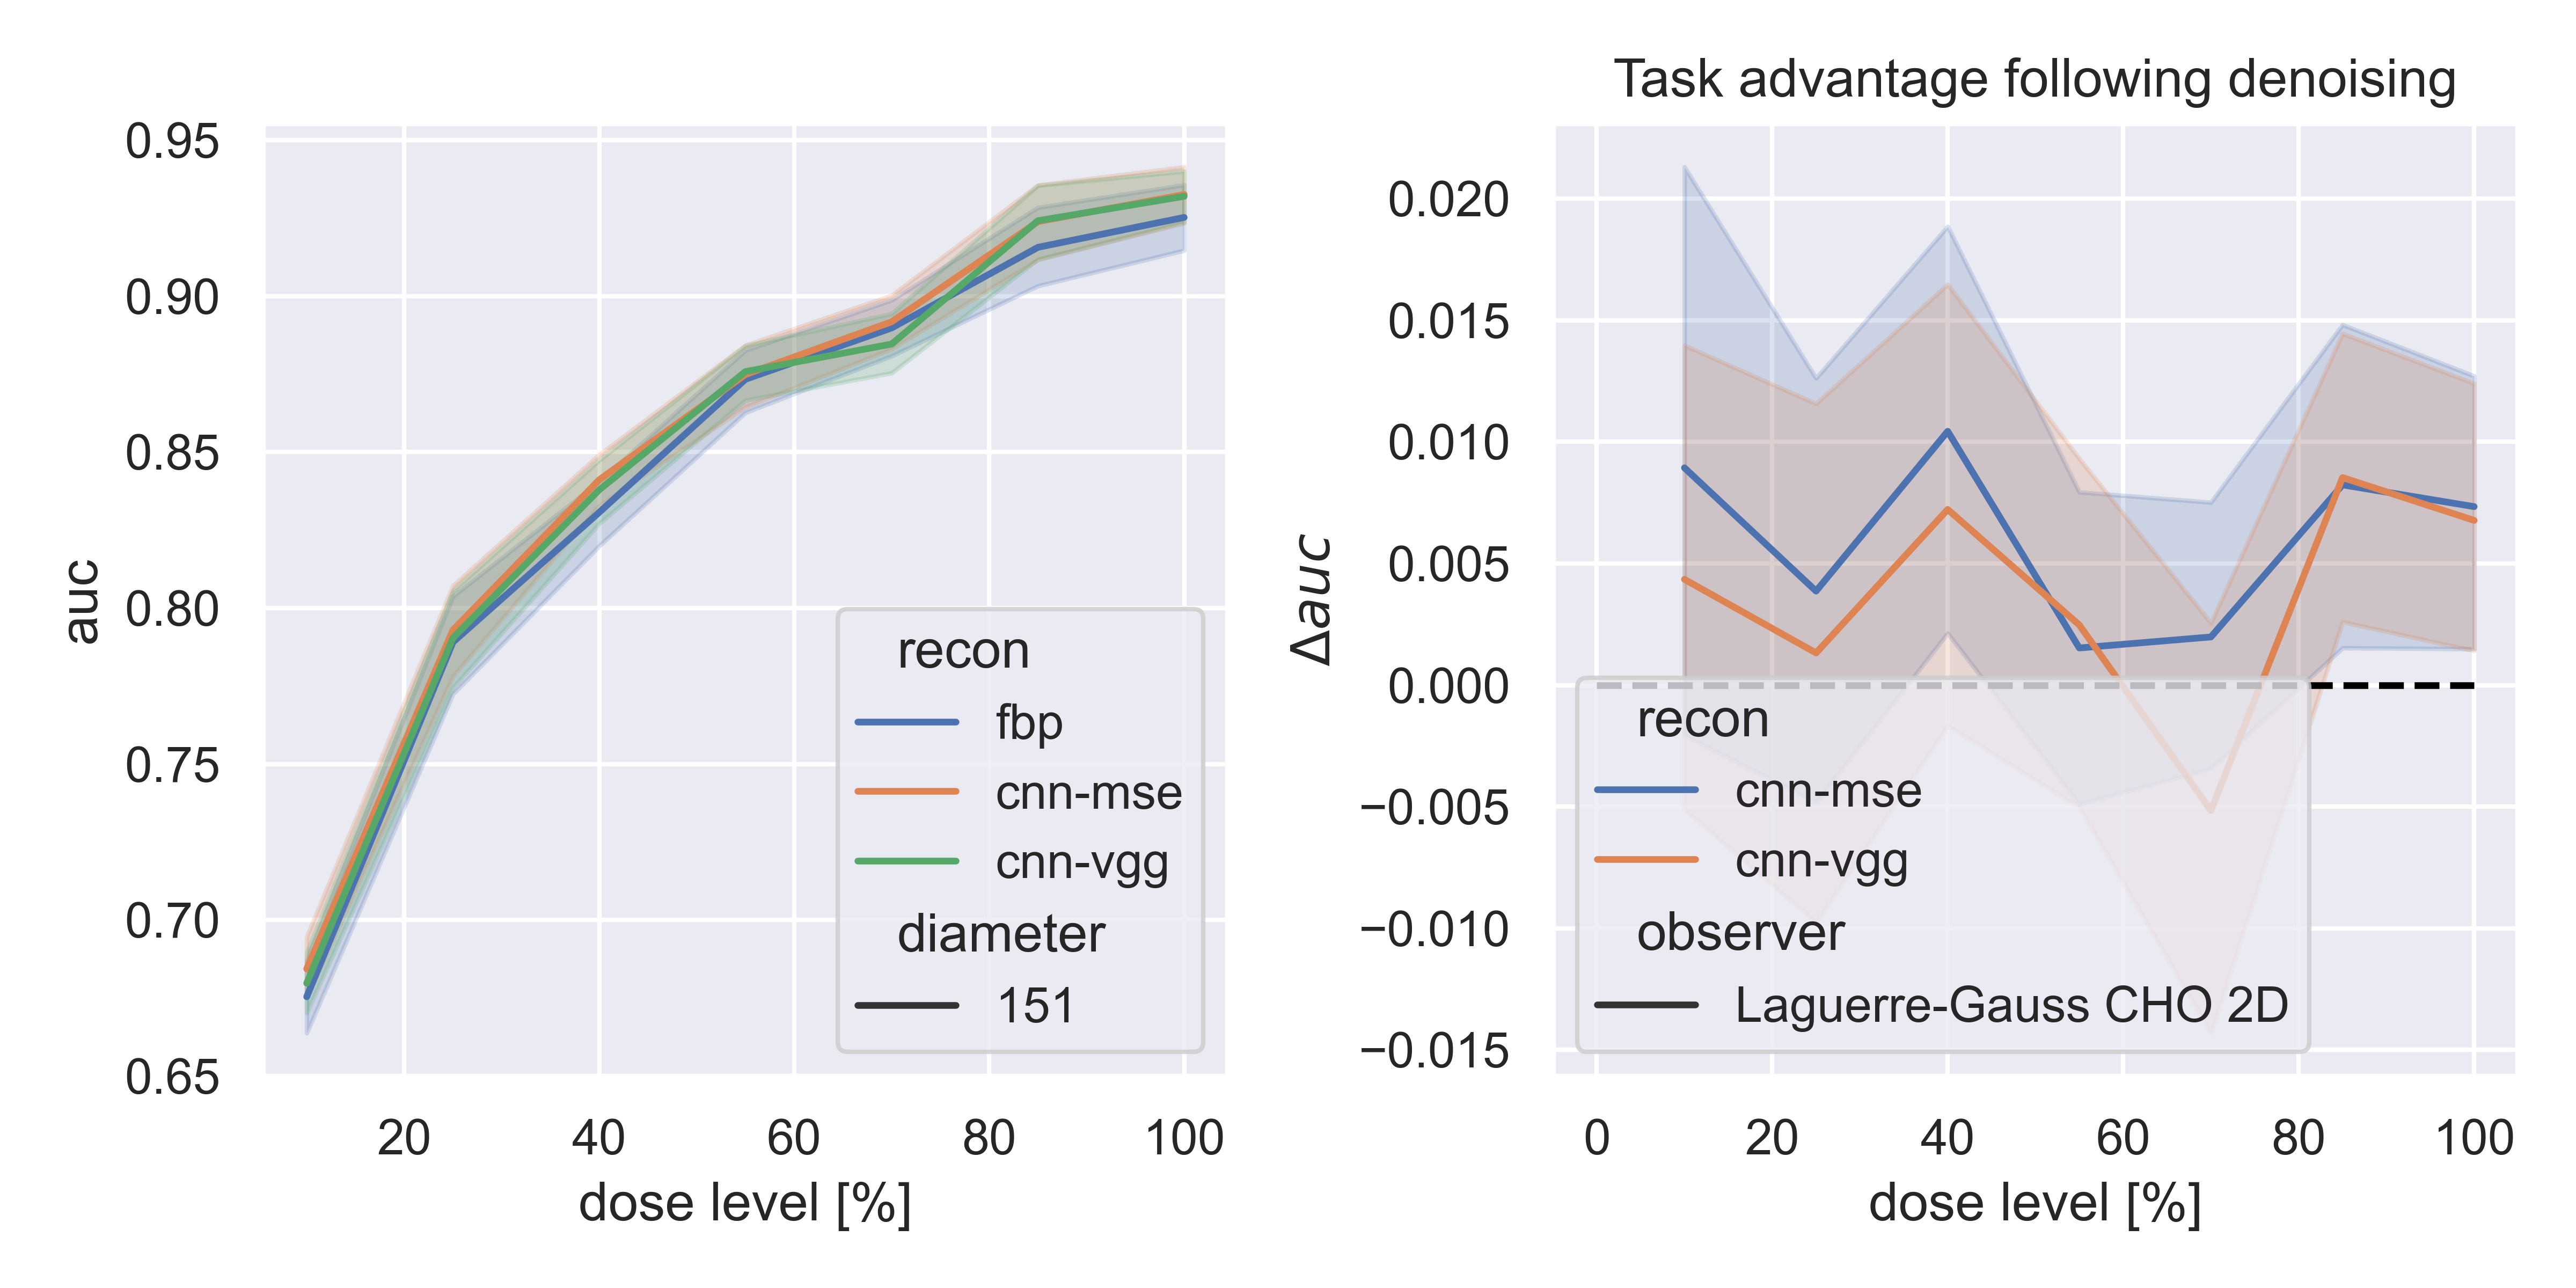 0.95
0.90
0.85
0.80
0.75
0.70
0.65
auc
20 40 60 80 100
dose level [%]
recon
fbp
cnn-mse
cnn-vgg
diameter
151
Task advantage following denoising
0.020
0.015
0.010
0.005
0.000
−0.005
−0.010
−0.015
Δauc
0 20 40 60 80 100
dose level [%]
recon
cnn-mse
cnn-vgg
observer
Laguerre-Gauss CHO 2D